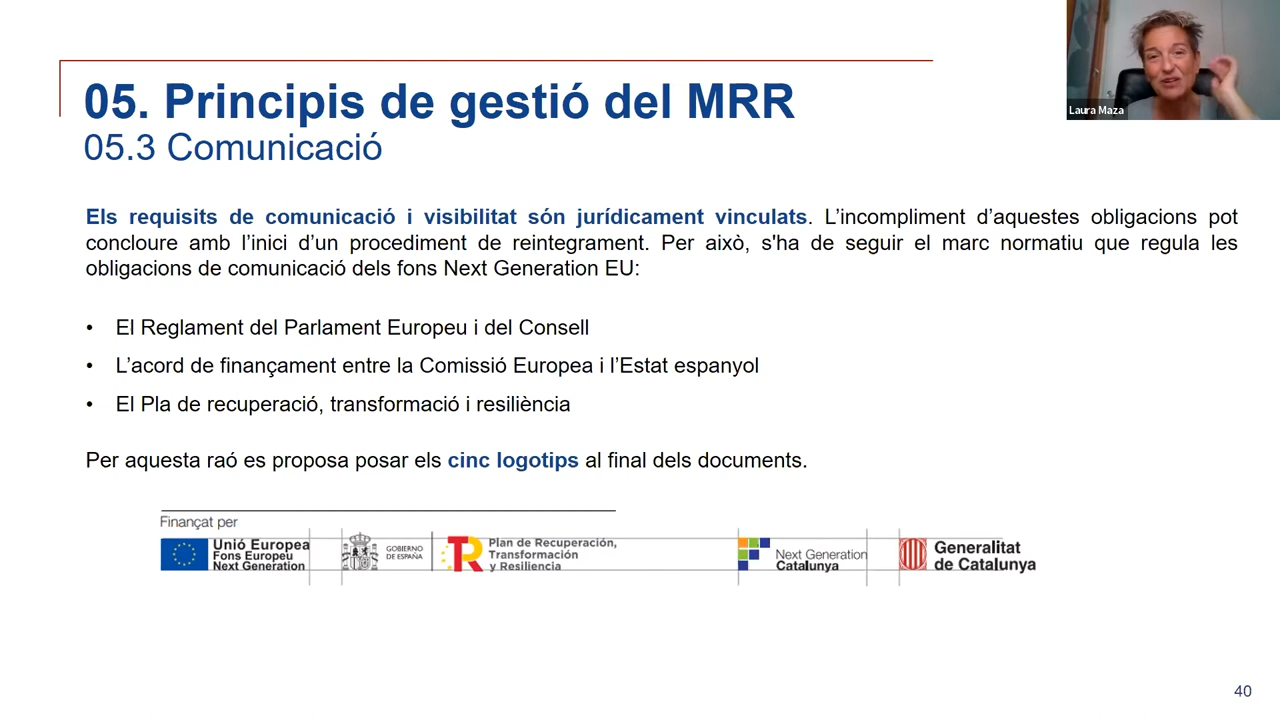 Laura Maza
05. Principis de gestió del MRR
05.3 Comunicació
Els requisits de comunicació i visibilitat són jurídicament vinculats. L’incompliment d’aquestes obligacions pot
concloure amb l’inici d’un procediment de reintegrament. Per això, s'ha de seguir el marc normatiu que regula les
obligacions de comunicació dels fons Next Generation EU:
• El Reglament del Parlament Europeu i del Consell
• L’acord de finançament entre la Comissió Europea i l’Estat espanyol
• El Pla de recuperació, transformació i resiliència
Per aquesta raó es proposa posar els cinc logotips al final dels documents.
Finançat per
Unió Europea
Fons Europeu
Next Generation
GOBIERNO
DE ESPAÑA
TR
Plan de Recuperación,
Transformación
y Resiliencia
Next Generation
Catalunya
Generalitat
de Catalunya
40